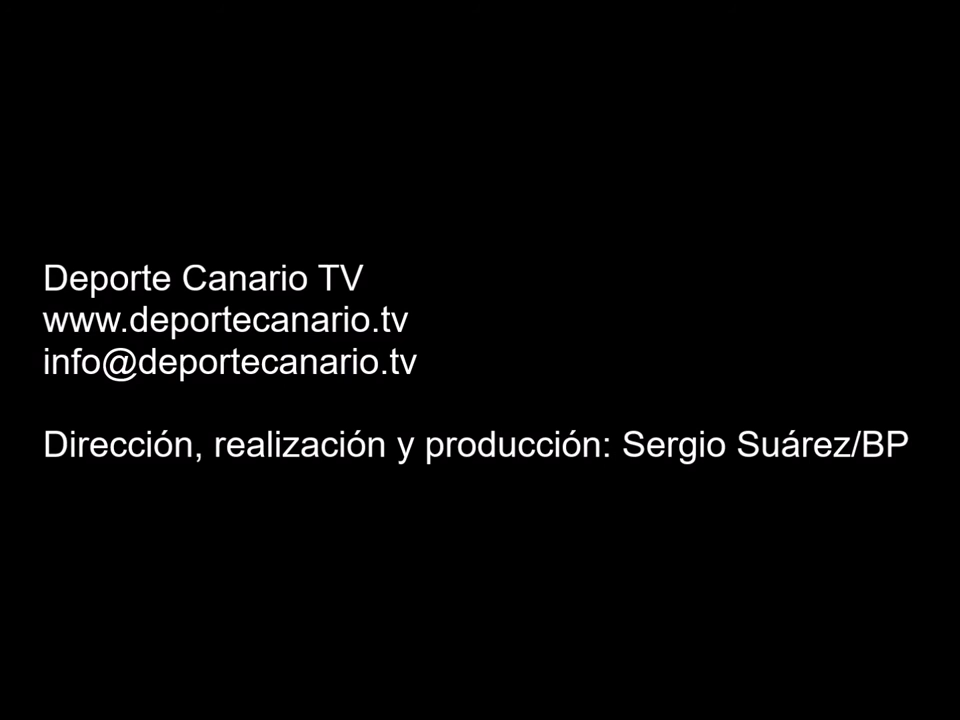 Deporte Canario TV
www.deportecanario.tv
info@deportecanario.tv
Dirección, realización y producción: Sergio Suárez/BP